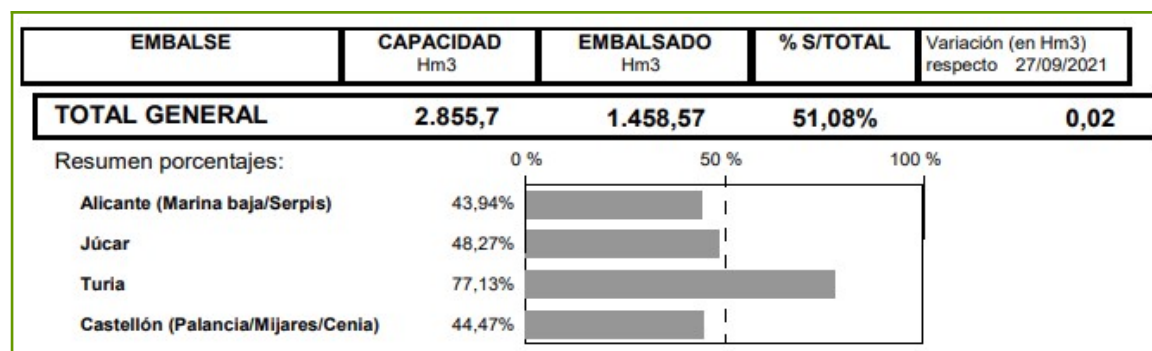 EMBALSE CAPACIDAD EMBALSADO % S/TOTAL Variación (en Hm3)
Hm3 Hm3 respecto 27/09/2021
TOTAL GENERAL 2.855,7 1.458,57 51,08% 0,02
Resumen porcentajes: 0 % 50 % 100 %
Alicante (Marina baja/Serpis) 43,94%
Júcar 48,27%
Turia 77,13%
Castellón (Palancia/Mijares/Cenia) 44,47%